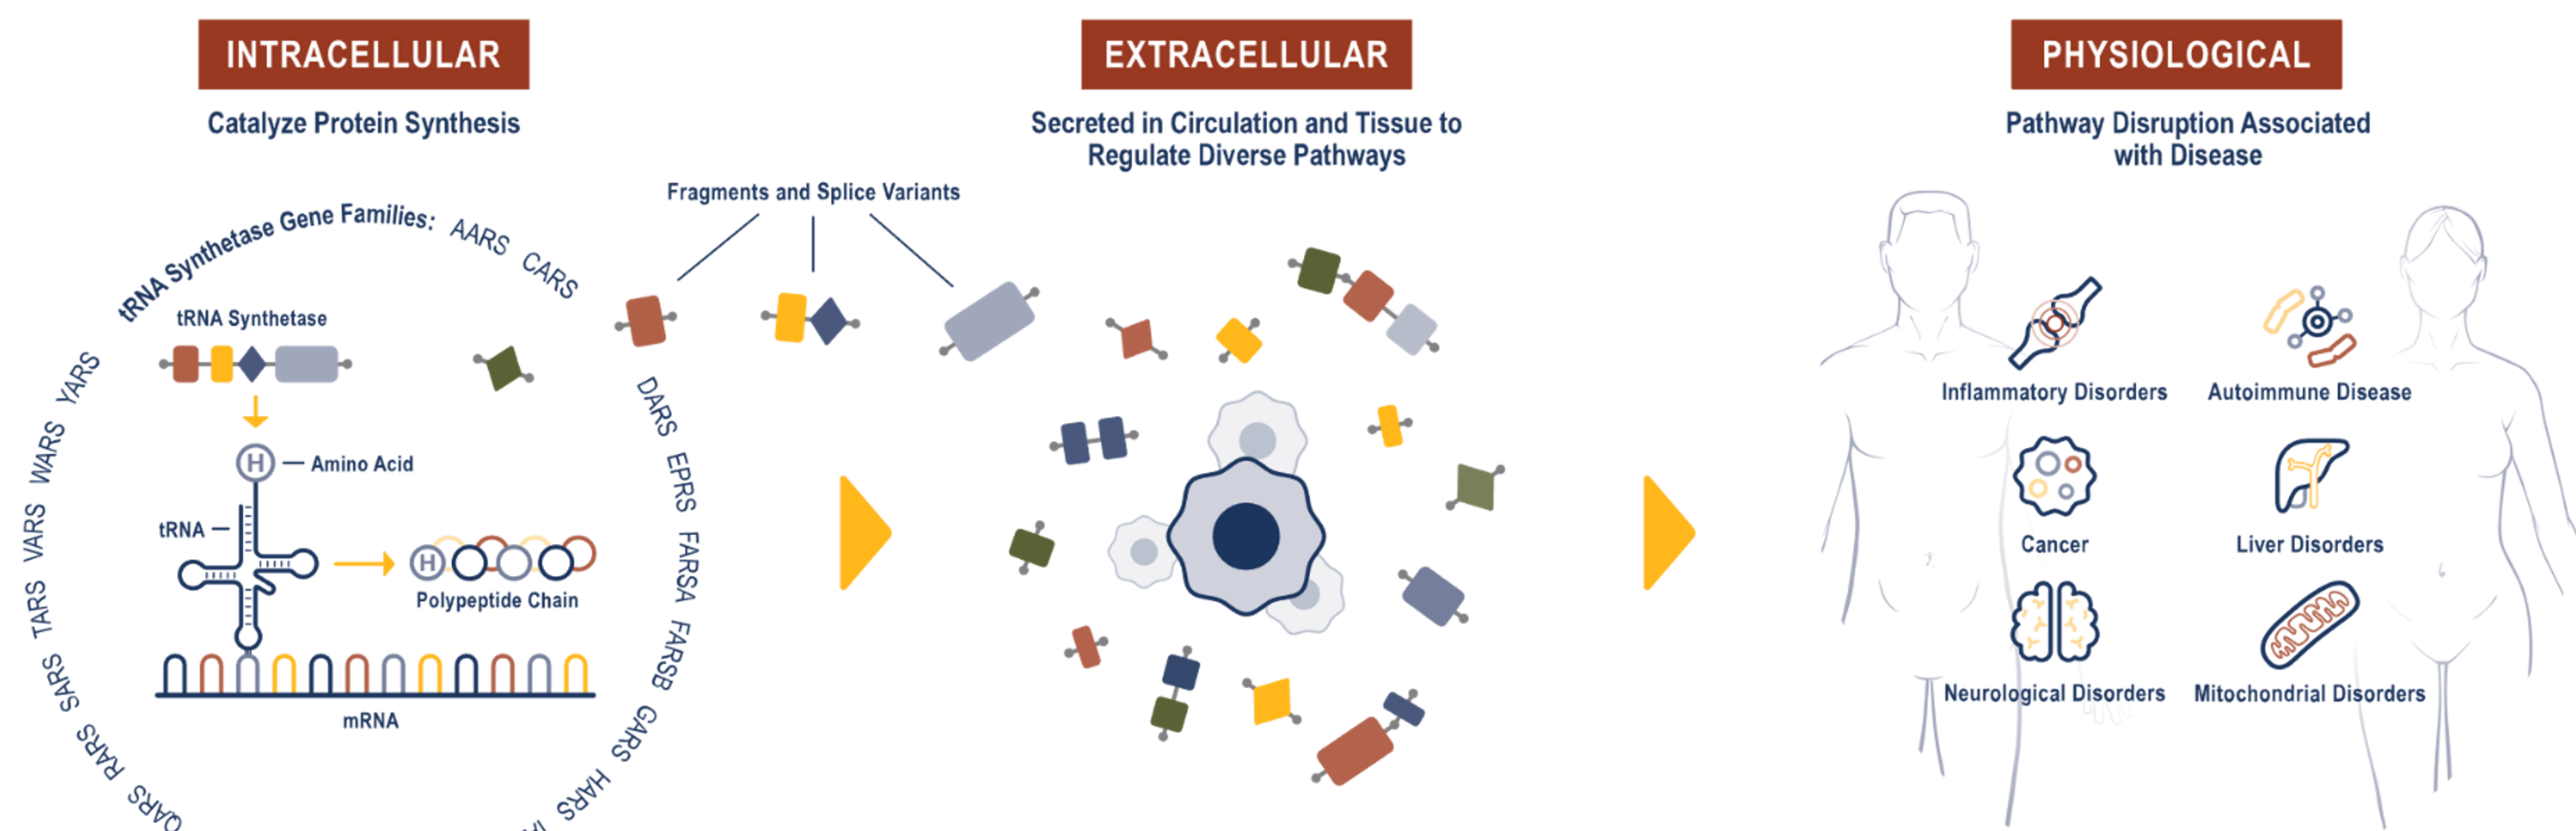 INTRACELLULAR
Catalyze Protein Synthesis
tRNA Synthetase Gene Families: AARS CARS
DARS EPRS FARSA FARSB GARS HARS
QARS RARS SARS TARS VARS WARS YARS
tRNA Synthetase
H
Amino Acid
tRNA
H
Polypeptide Chain
mRNA
Fragments and Splice Variants
EXTRACELLULAR
Secreted in Circulation and Tissue to
Regulate Diverse Pathways
PHYSIOLOGICAL
Pathway Disruption Associated
with Disease
Inflammatory Disorders
Autoimmune Disease
Cancer
Liver Disorders
Neurological Disorders
Mitochondrial Disorders